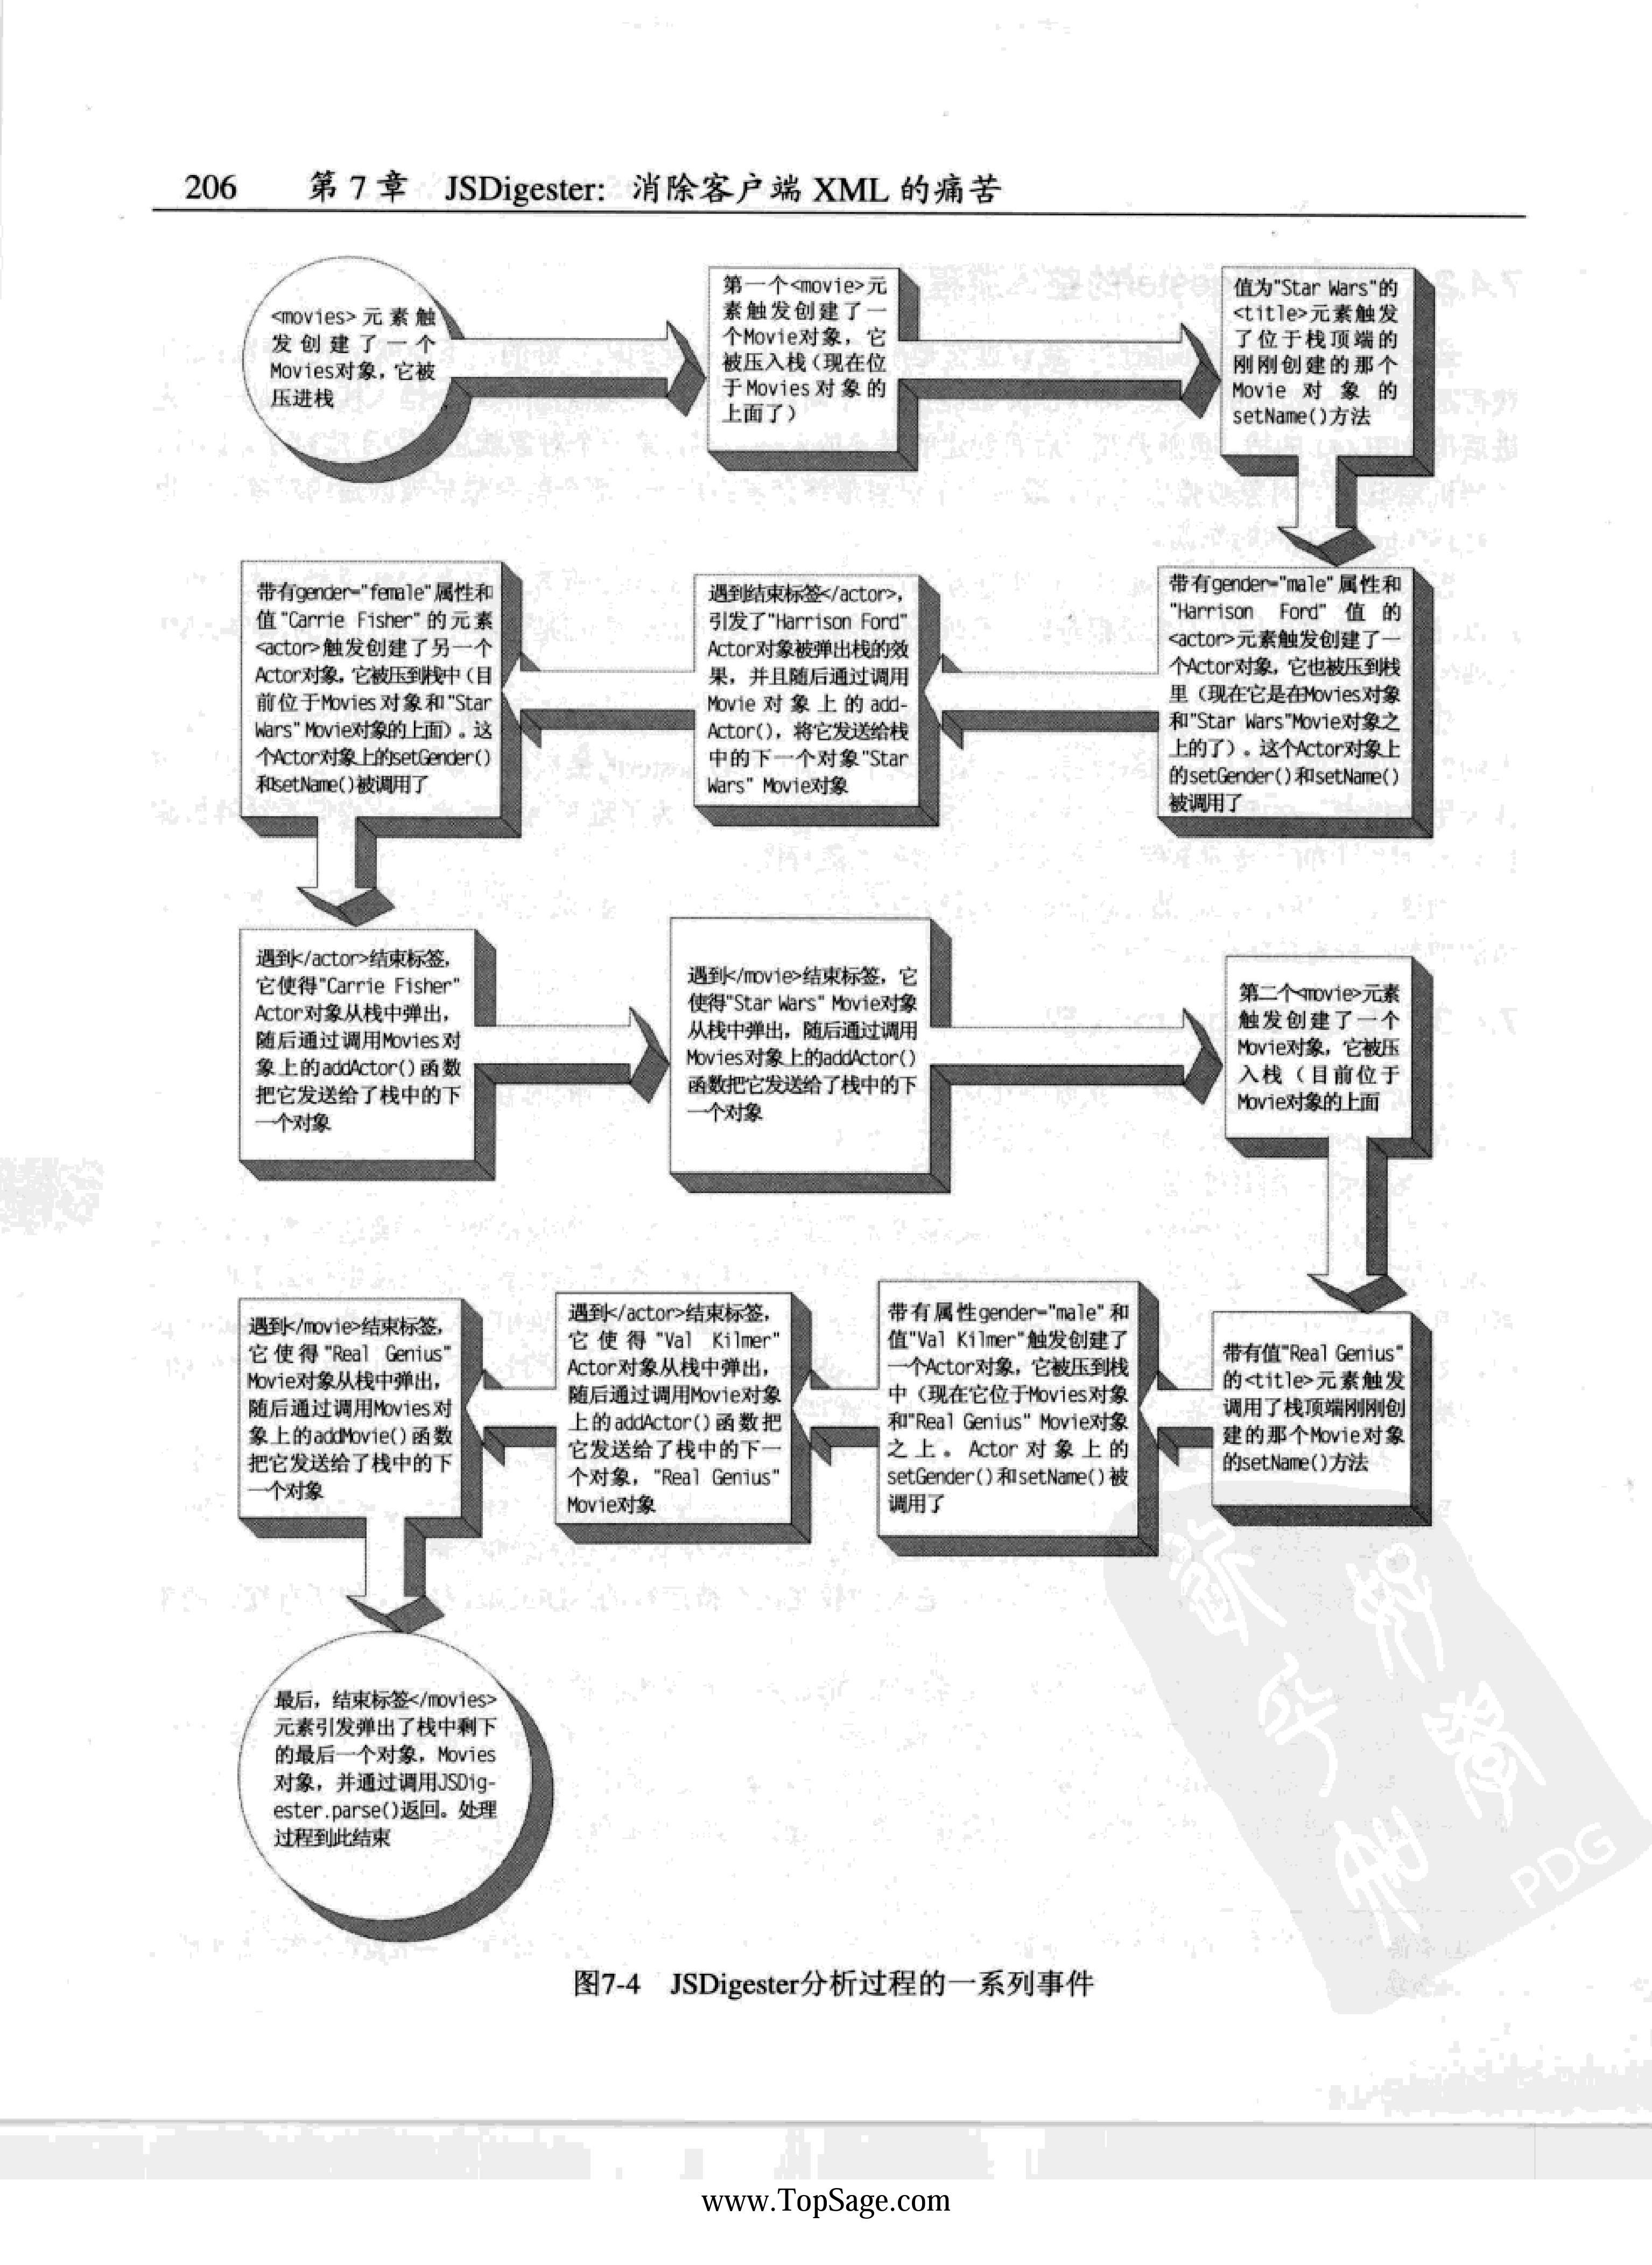 206 第 7 章 JSDigester: 消除客户端 XML 的痛苦
<movies>元素触
发创建了一个
Movies对象，它被
压进栈
第一个<movie>元
素触发创建了一
个Movie对象，它
被压入栈（现在位
于Movies对象的
上面了）
值为"Star Wars"的
<title>元素触发
了位于栈顶端的
刚刚创建的那个
Movie对象的
setName()方法
带有gender="male"属性和
"Harrison Ford"值的
<actor>元素触发创建了一
个Actor对象，它也被压到栈
里（现在它是在Movies对象
和"Star Wars"Movie对象之
上的了）。这个Actor对象上
的setGender()和setName()
被调用了
遇到结束标签</actor>，
引发了"Harrison Ford"
Actor对象被弹出栈的效
果，并且随后通过调用
Movie对象上的add-
Actor()，将它发送给栈
中的下一个对象"Star
Wars" Movie对象
带有gender="female"属性和
值"Carrie Fisher"的元素
<actor>触发创建了另一个
Actor对象，它被压到栈中（目
前位于Movies对象和"Star
Wars" Movie对象的上面）。这
个Actor对象上的setGender()
和setName()被调用了
遇到</actor>结束标签，
它使得"Carrie Fisher"
Actor对象从栈中弹出，
随后通过调用Movies对
象上的addActor()函数
把它发送给了栈中的下
一个对象
遇到</movie>结束标签，它
使得"Star Wars" Movie对象
从栈中弹出，随后通过调用
Movies对象上的addActor()
函数把它发送给了栈中的下
一个对象
第二个<movie>元素
触发创建了一个
Movie对象，它被压
入栈（目前位于
Movie对象的上面
带有值"Real Genius"
的<title>元素触发
调用了栈顶端刚刚创
建的那个Movie对象
的setName()方法
带有属性gender="male"和
值"Val Kilmer"触发创建了
一个Actor对象，它被压到栈
中（现在它位于Movies对象
和"Real Genius" Movie对象
之上。Actor对象上的
setGender()和setName()被
调用了
遇到</actor>结束标签，
它使得"Val Kilmer"
Actor对象从栈中弹出，
随后通过调用Movie对象
上的addActor()函数把
它发送给了栈中的下一
个对象，"Real Genius"
Movie对象
遇到</movie>结束标签，
它使得"Real Genius"
Movie对象从栈中弹出，
随后通过调用Movies对
象上的addMovie()函数
把它发送给了栈中的下
一个对象
最后，结束标签</movies>
元素引发弹出了栈中剩下
的最后一个对象，Movies
对象，并通过调用JSDig-
ester.parse()返回。处理
过程到此结束
PDG
图7-4 JSDigester分析过程的一系列事件
www.TopSage.com